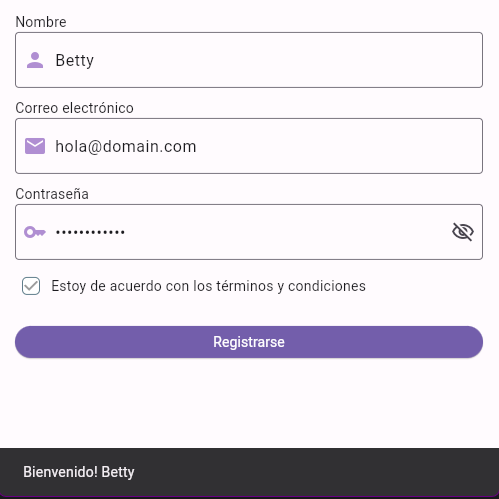 Nombre
Betty
Correo electrónico
hola@domain.com
Contraseña
••••••••••••
Estoy de acuerdo con los términos y condiciones
Registrarse
Bienvenido! Betty